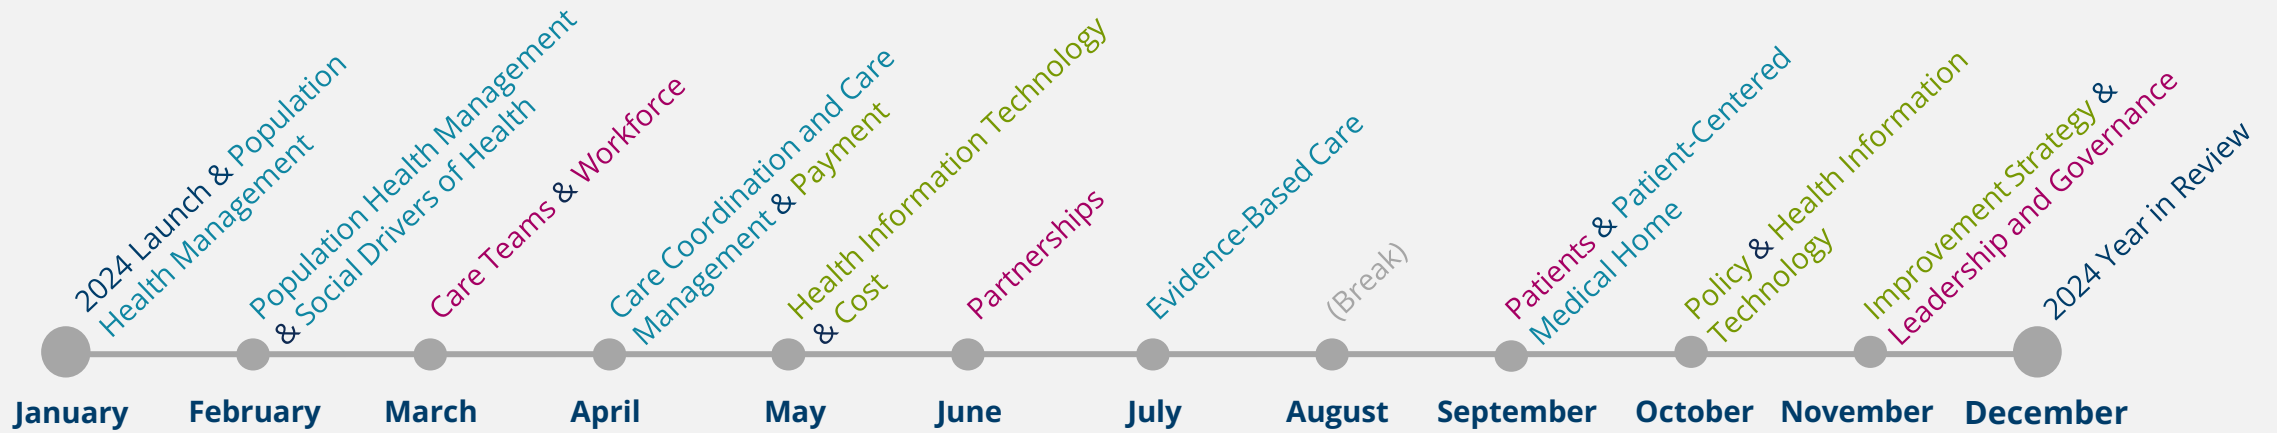 2024 Launch & Population
Health Management
Population Health Management
& Social Drivers of Health
Care Teams & Workforce
Care Coordination and Care
Management & Payment
Health Information Technology
& Cost
Partnerships
Evidence-Based Care
(Break)
Patients & Patient-Centered
Medical Home
Policy & Health Information
Technology
Improvement Strategy &
Leadership and Governance
2024 Year in Review
January
February
March
April
May
June
July
August
September
October
November
December